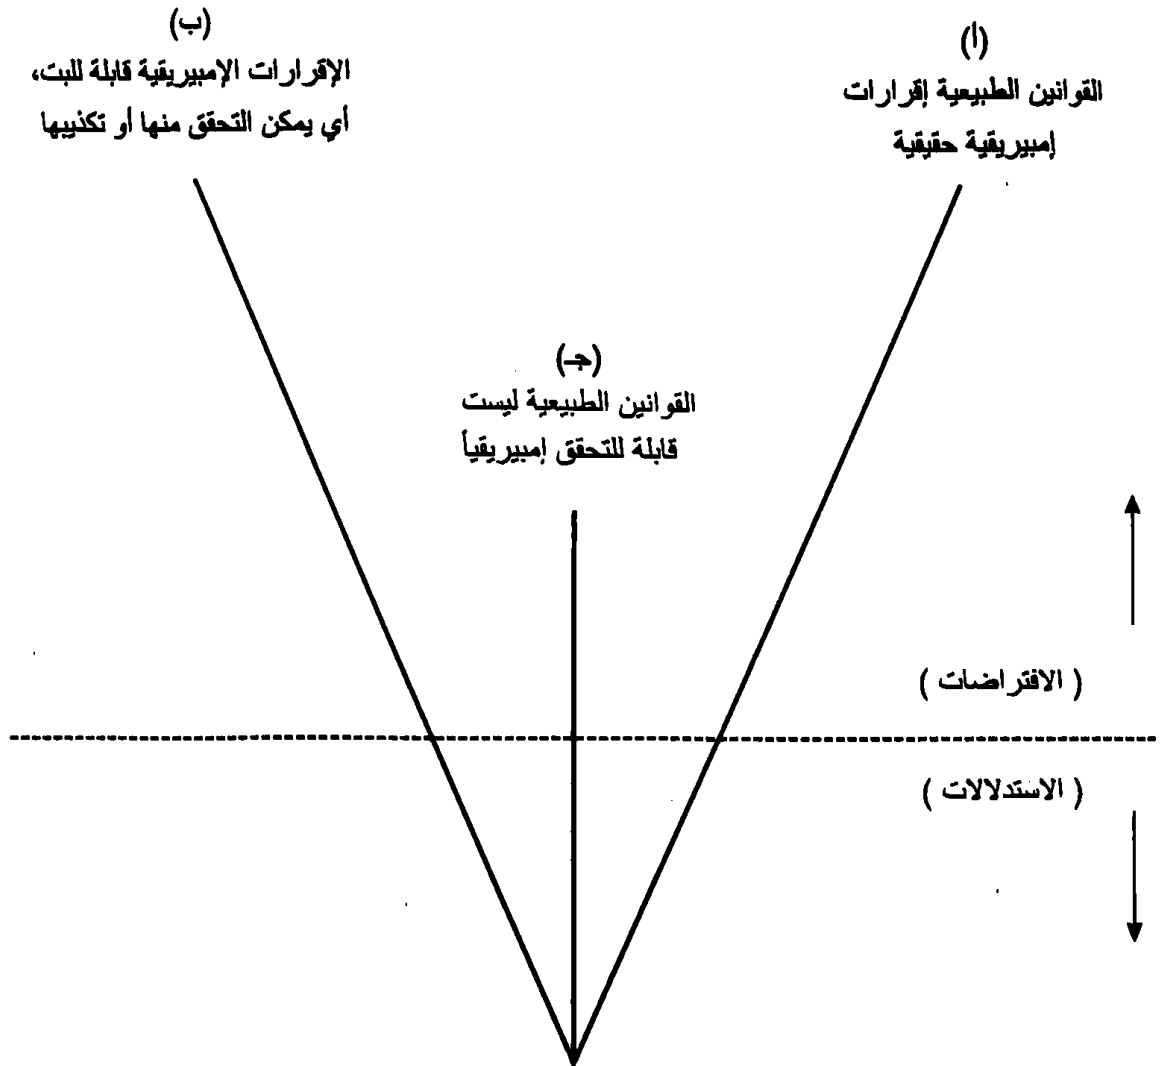 (أ)
القوانين الطبيعية إقرارات
إمبيريقية حقيقية
(ب)
الإقرارات الإمبيريقية قابلة للبت،
أي يمكن التحقق منها أو تكذيبها
(جـ)
القوانين الطبيعية ليست
قابلة للتحقق إمبيريقياً
( الافتراضات )
( الاستدلالات )